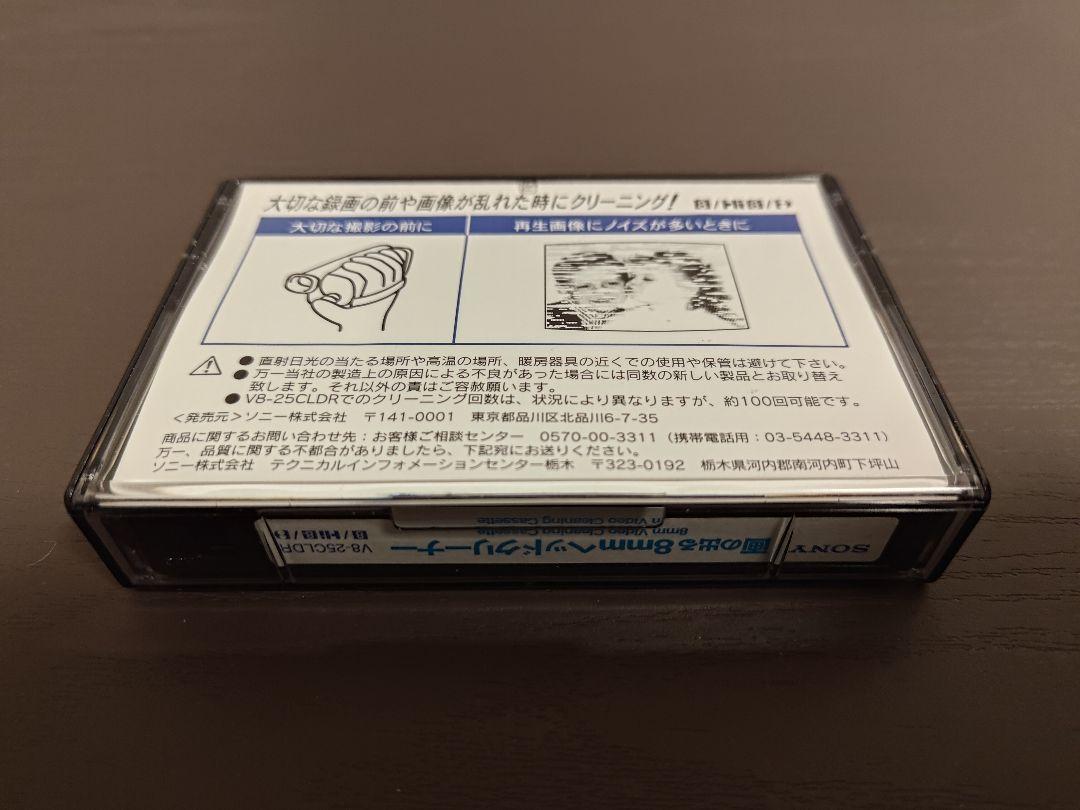 大切な録画の前や画像が乱れた時にクリーニング! 8/Hi8/D
大切な撮影の前に
再生画像にノイズが多いときに
●直射日光の当たる場所や高温の場所、暖房器具の近くでの使用や保管は避けて下さい。
●万一当社の製造上の原因による不良があった場合には同数の新しい製品とお取り替え
致します。それ以外の責はご容赦願います。
●V8-25CLDRでのクリーニング回数は、状況により異なりますが、約100回可能です。
<発売元>ソニー株式会社 〒141-0001 東京都品川区北品川6-7-35
商品に関するお問い合わせ先:お客様ご相談センター 0570-00-3311(携帯電話用:03-5448-3311)
万一、品質に関する不都合がありましたら、下記宛にお送りください。
ソニー株式会社 テクニカルインフォメーションセンター栃木 〒323-0192 栃木県河内郡南河内町下坪山
SONY
画の出る8mmヘッドクリーナー
8mm Video Cleaning Cassette
V8-25CLDR
8/Hi8/D